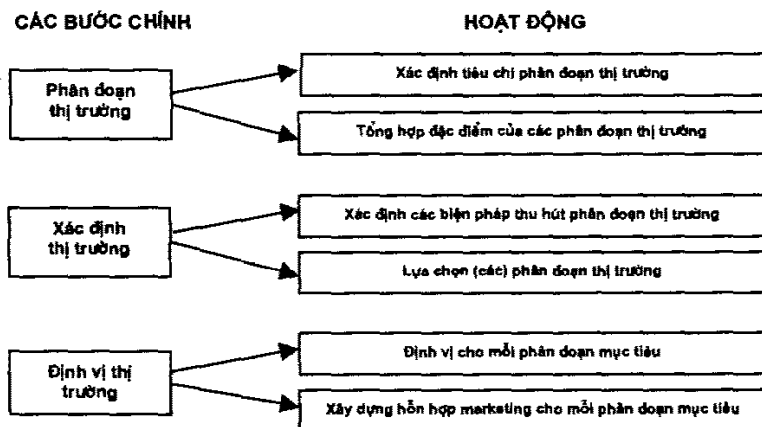 CÁC BƯỚC CHÍNH
HOẠT ĐỘNG
Phân đoạn
thị trường
Xác định tiêu chí phân đoạn thị trường
Tổng hợp đặc điểm của các phân đoạn thị trường
Xác định
thị trường
Xác định các biện pháp thu hút phân đoạn thị trường
Lựa chọn (các) phân đoạn thị trường
Định vị thị
trường
Định vị cho mỗi phân đoạn mục tiêu
Xây dựng hỗn hợp marketing cho mỗi phân đoạn mục tiêu